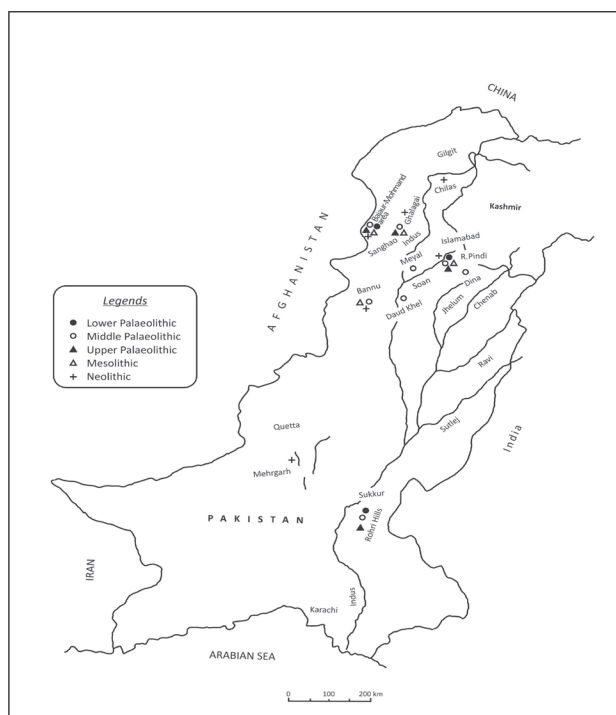 CHINA
Gilgit
Chilas
Kashmir
Bajaur-Mohmand
area
Ghalagai
Indus
Sanghao
Islamabad
R.Pindi
Meyal
AFGHANISTAN
Bannu
Soan
Dina
Daud Khel
Jhelum
Chenab
Legends
Lower Palaeolithic
Middle Palaeolithic
Upper Palaeolithic
Mesolithic
Neolithic
Ravi
Sutlej
India
Quetta
Mehrgarh
Sukkur
PAKISTAN
Rohri Hills
IRAN
Indus
Karachi
ARABIAN SEA
0 100 200 km